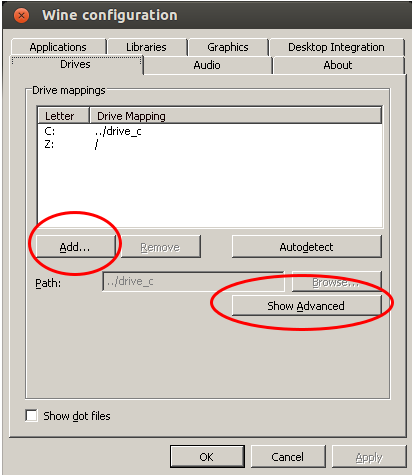 Wine configuration
Applications Libraries Graphics Desktop Integration
Drives Audio About
Drive mappings
Letter Drive Mapping
C: ../drive_c
Z: /
Add... Remove Autodetect
Path: ../drive_c Browse...
Show Advanced
Show dot files
OK Cancel Apply